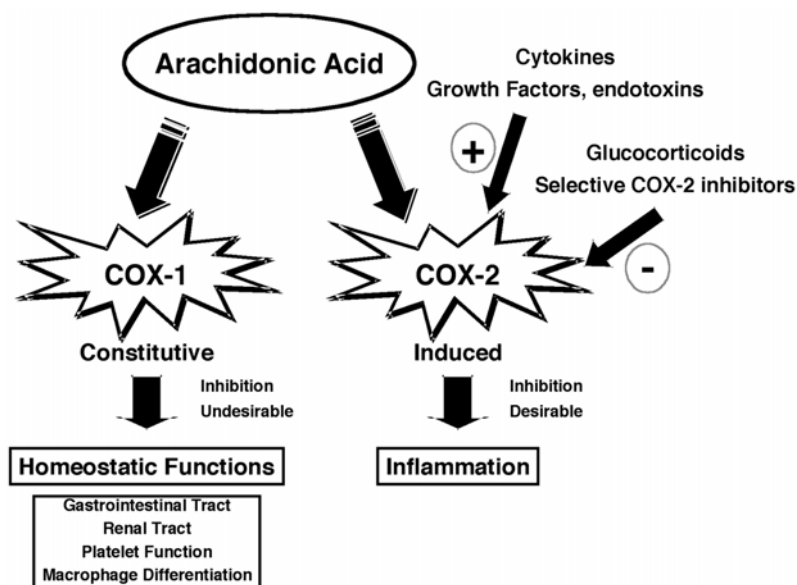 Arachidonic Acid
Cytokines
Growth Factors, endotoxins
+
Glucocorticoids
Selective COX-2 inhibitors
-
COX-1
COX-2
Constitutive
Induced
Inhibition
Undesirable
Inhibition
Desirable
Homeostatic Functions
Inflammation
Gastrointestinal Tract
Renal Tract
Platelet Function
Macrophage Differentiation